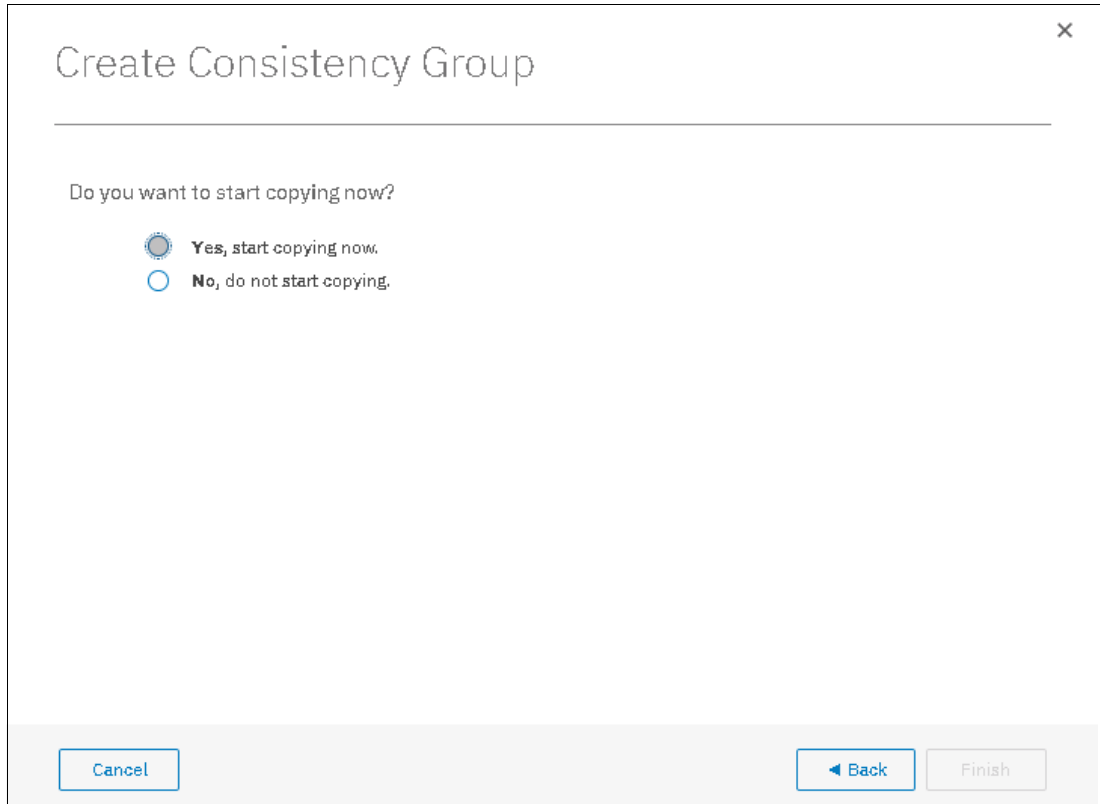 Create Consistency Group
Do you want to start copying now?
Yes, start copying now.
No, do not start copying.
Cancel
◄ Back
Finish